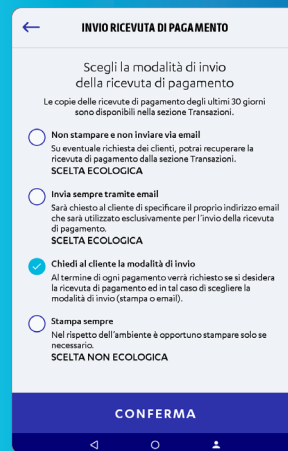 INVIO RICEVUTA DI PAGAMENTO
Scegli la modalità di invio
della ricevuta di pagamento
Le copie delle ricevute di pagamento degli ultimi 30 giorni
sono disponibili nella sezione Transazioni.
Non stampare e non inviare via email
Su eventuale richiesta dei clienti, potrai recuperare la
ricevuta di pagamento dalla sezione Transazioni.
SCELTA ECOLOGICA
Invia sempre tramite email
Sarà chiesto al cliente di specificare il proprio indirizzo email
che sarà utilizzato esclusivamente per l'invio della ricevuta
di pagamento.
SCELTA ECOLOGICA
Chiedi al cliente la modalità di invio
Al termine di ogni pagamento verrà richiesto se si desidera
la ricevuta di pagamento ed in tal caso di scegliere la
modalità di invio (stampa o email).
Stampa sempre
Nel rispetto dell'ambiente è opportuno stampare solo se
necessario.
SCELTA NON ECOLOGICA
CONFERMA